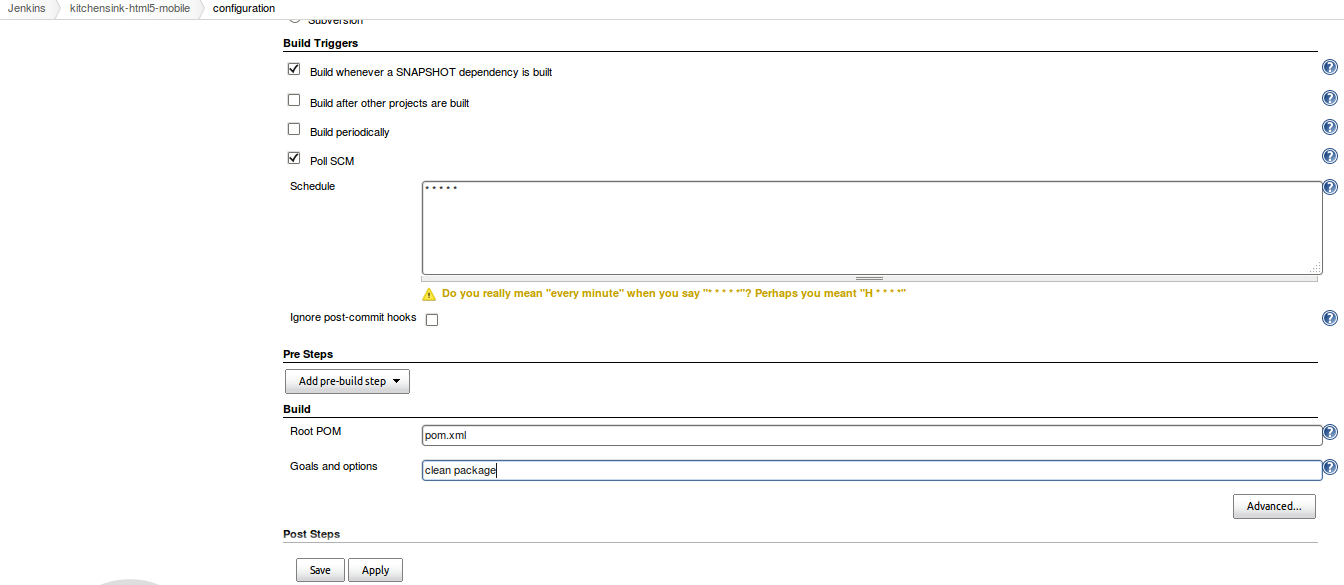 Jenkins kitchensink-html5-mobile configuration
Subversion
Build Triggers
Build whenever a SNAPSHOT dependency is built
Build after other projects are built
Build periodically
Poll SCM
Schedule
* * * * *
Do you really mean "every minute" when you say "* * * * *"? Perhaps you meant "H * * * *"
Ignore post-commit hooks
Pre Steps
Add pre-build step
Build
Root POM
pom.xml
Goals and options
clean package
Advanced...
Post Steps
Save Apply